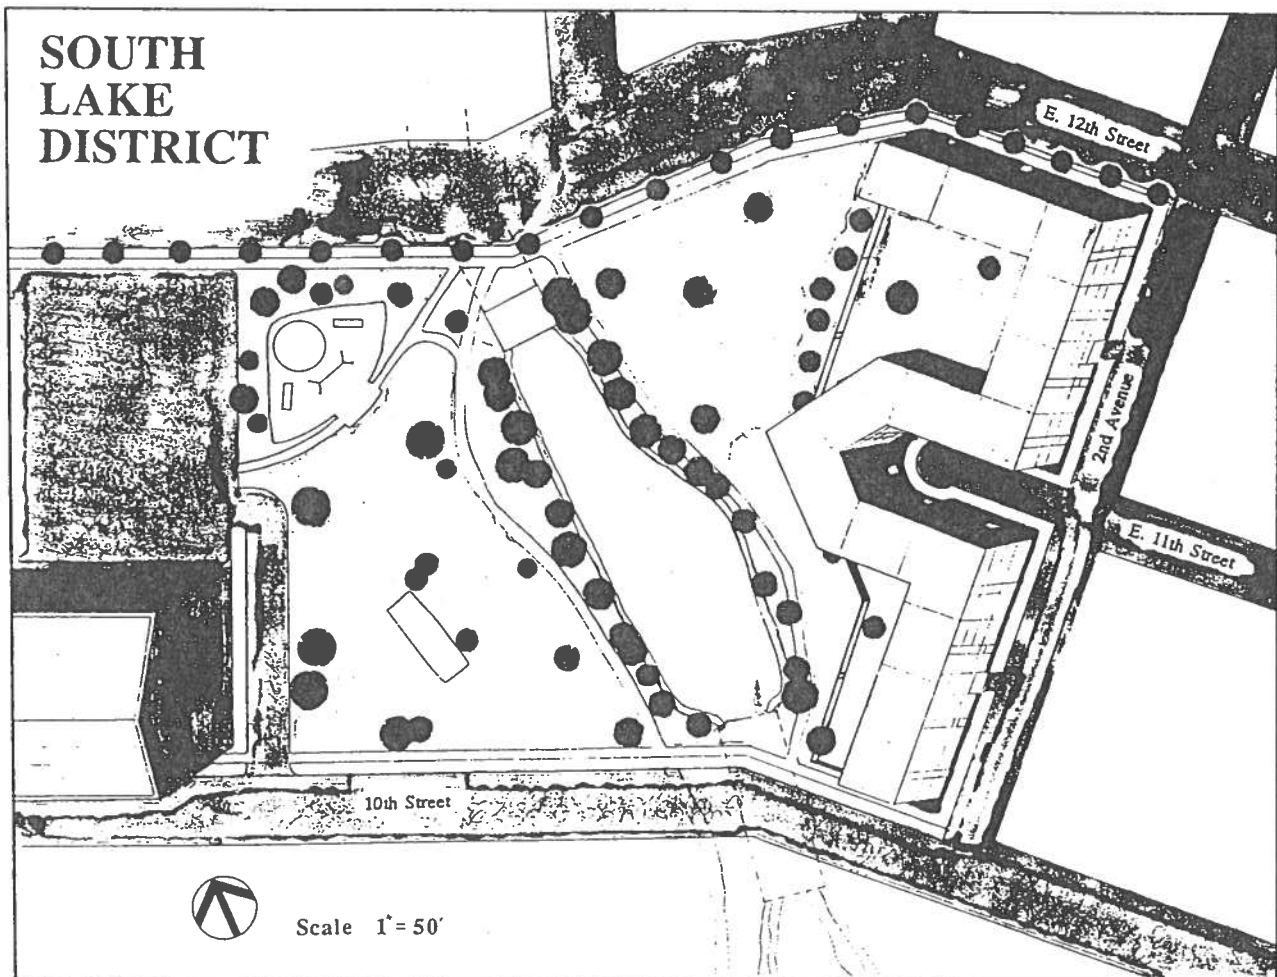 SOUTH
LAKE
DISTRICT
E. 12th Street
2nd Avenue
E. 11th Street
10th Street
Scale 1" = 50'